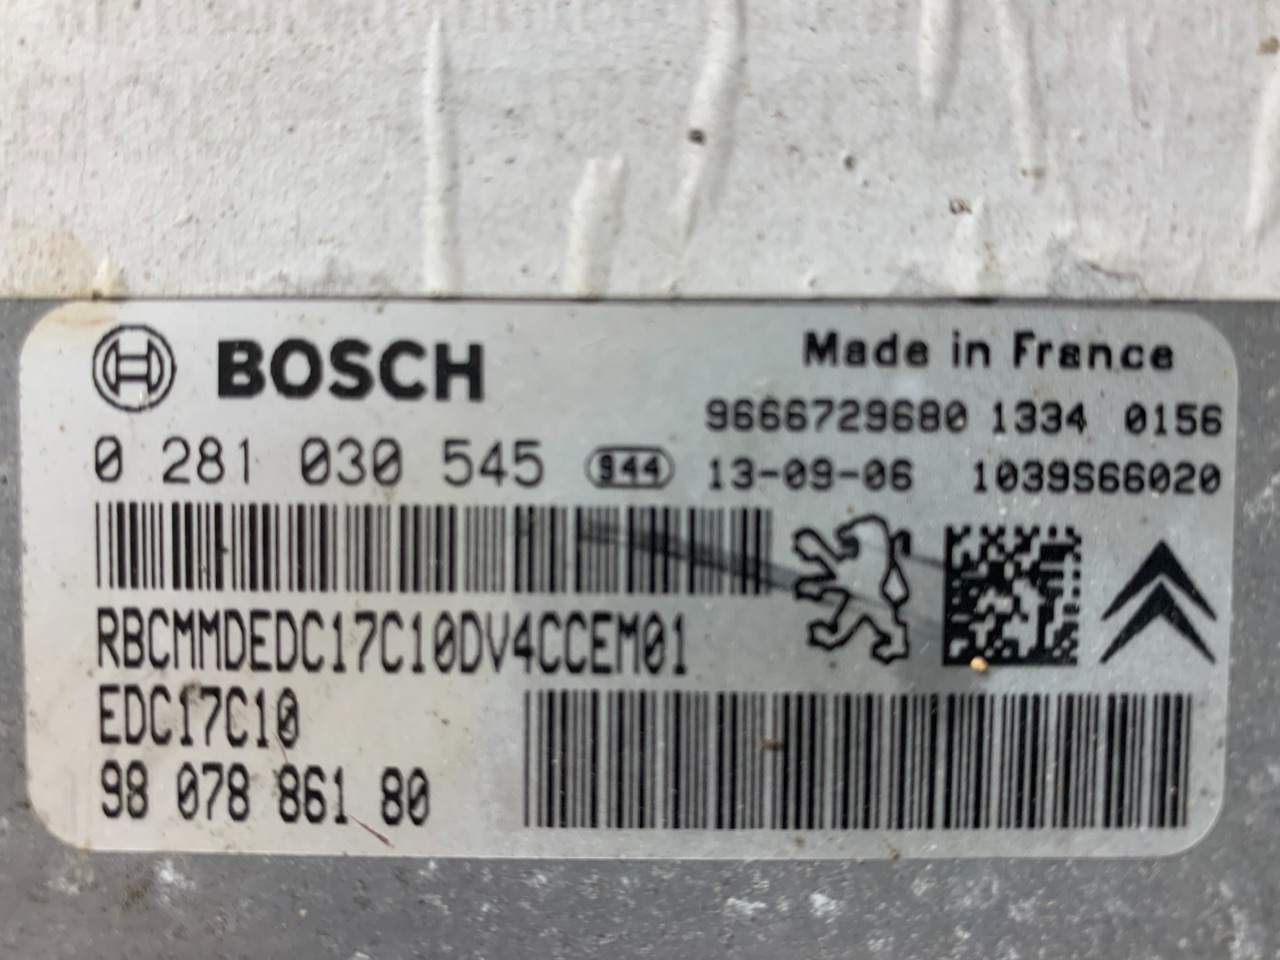 BOSCH
Made in France
9666729680 1334 0156
0 281 030 545 S44 13-09-06 1039S66020
RBCMMDEDC17C10DV4CCEM01
EDC17C10
98 078 861 80